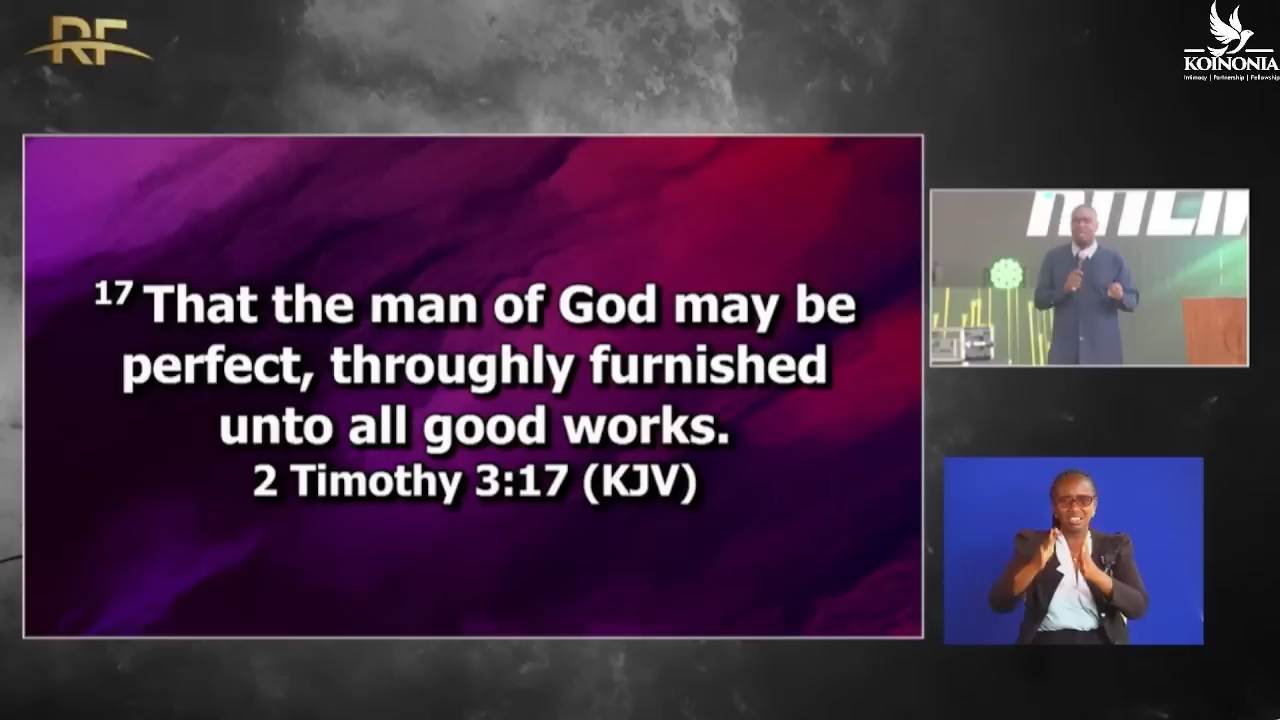 RF
KOINONIA
Intimacy | Partnership | Fellowship
17 That the man of God may be
perfect, throughly furnished
unto all good works.
2 Timothy 3:17 (KJV)